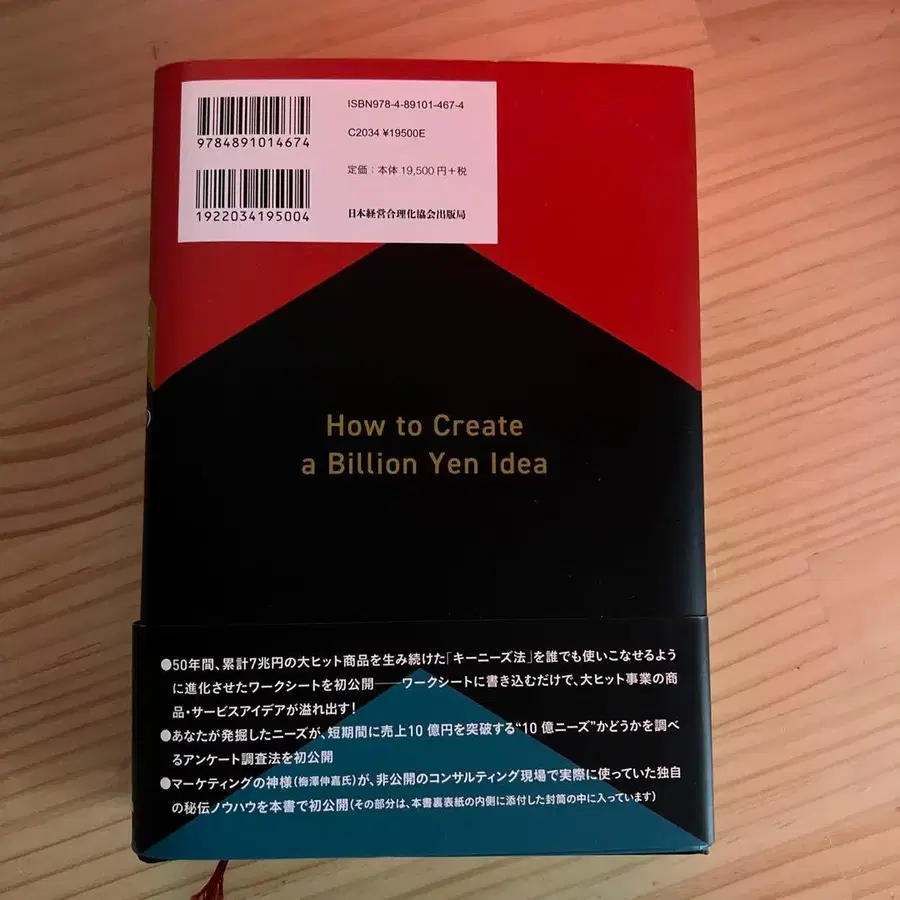 9784891014674
1922034195004
ISBN978-4-89101-467-4
C2034 ¥19500E
定価：本体 19,500円＋税
日本経営合理化協会出版局
How to Create
a Billion Yen Idea
●50年間、累計7兆円の大ヒット商品を生み続けた「キーニーズ法」を誰でも使いこなせるよう
に進化させたワークシートを初公開――ワークシートに書き込むだけで、大ヒット事業の商
品・サービスアイデアが溢れ出す！
●あなたが発掘したニーズが、短期間に売上10億円を突破する“10億ニーズ”かどうかを調べ
るアンケート調査法を初公開
●マーケティングの神様（梅澤伸嘉氏）が、非公開のコンサルティング現場で実際に使っていた独自
の秘伝ノウハウを本書で初公開（その部分は、本書裏表紙の内側に添付した封筒の中に入っています）